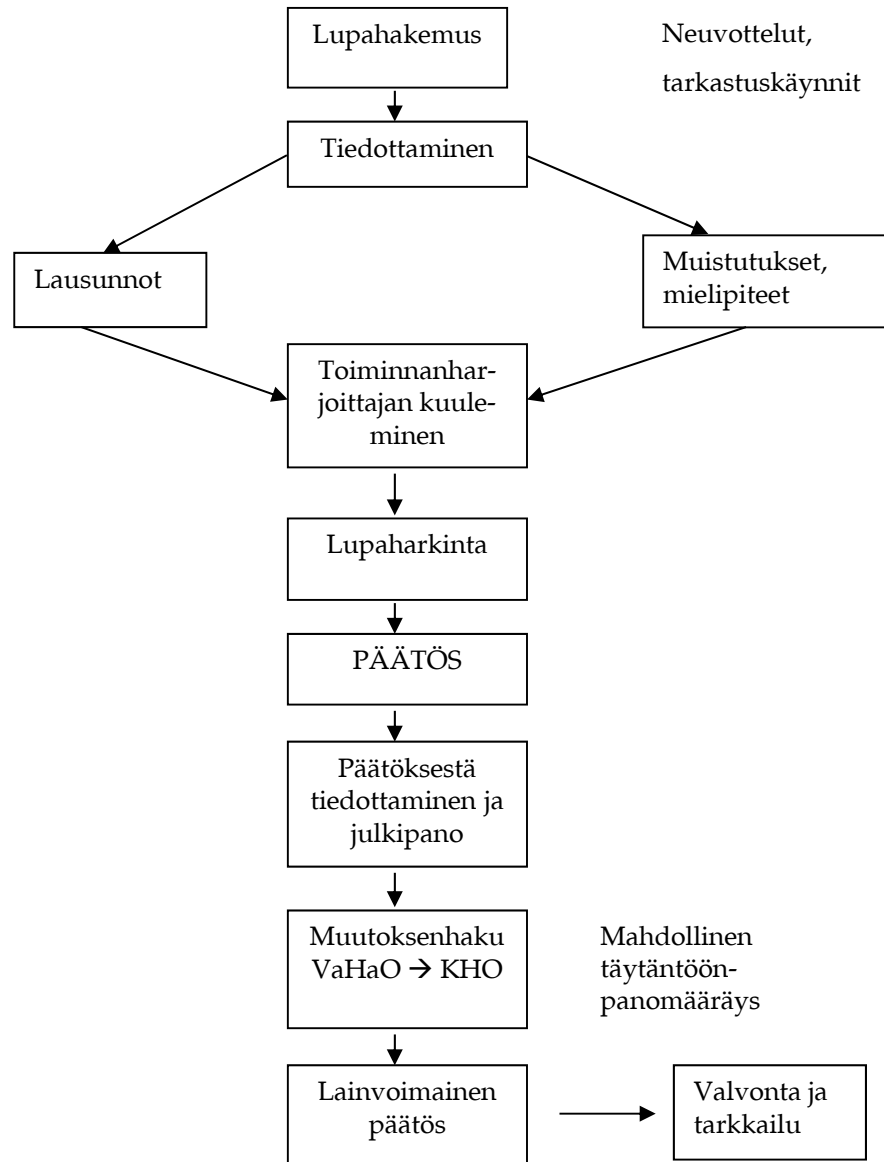 Lupahakemus
Neuvottelut,
tarkastuskäynnit
Tiedottaminen
Lausunnot
Muistutukset,
mielipiteet
Toiminnanhar-
joittajan kuule-
minen
Lupaharkinta
PÄÄTÖS
Päätöksestä
tiedottaminen ja
julkipano
Muutoksenhaku
VaHaO → KHO
Mahdollinen
täytäntöön-
panomääräys
Lainvoimainen
päätös
Valvonta ja
tarkkailu